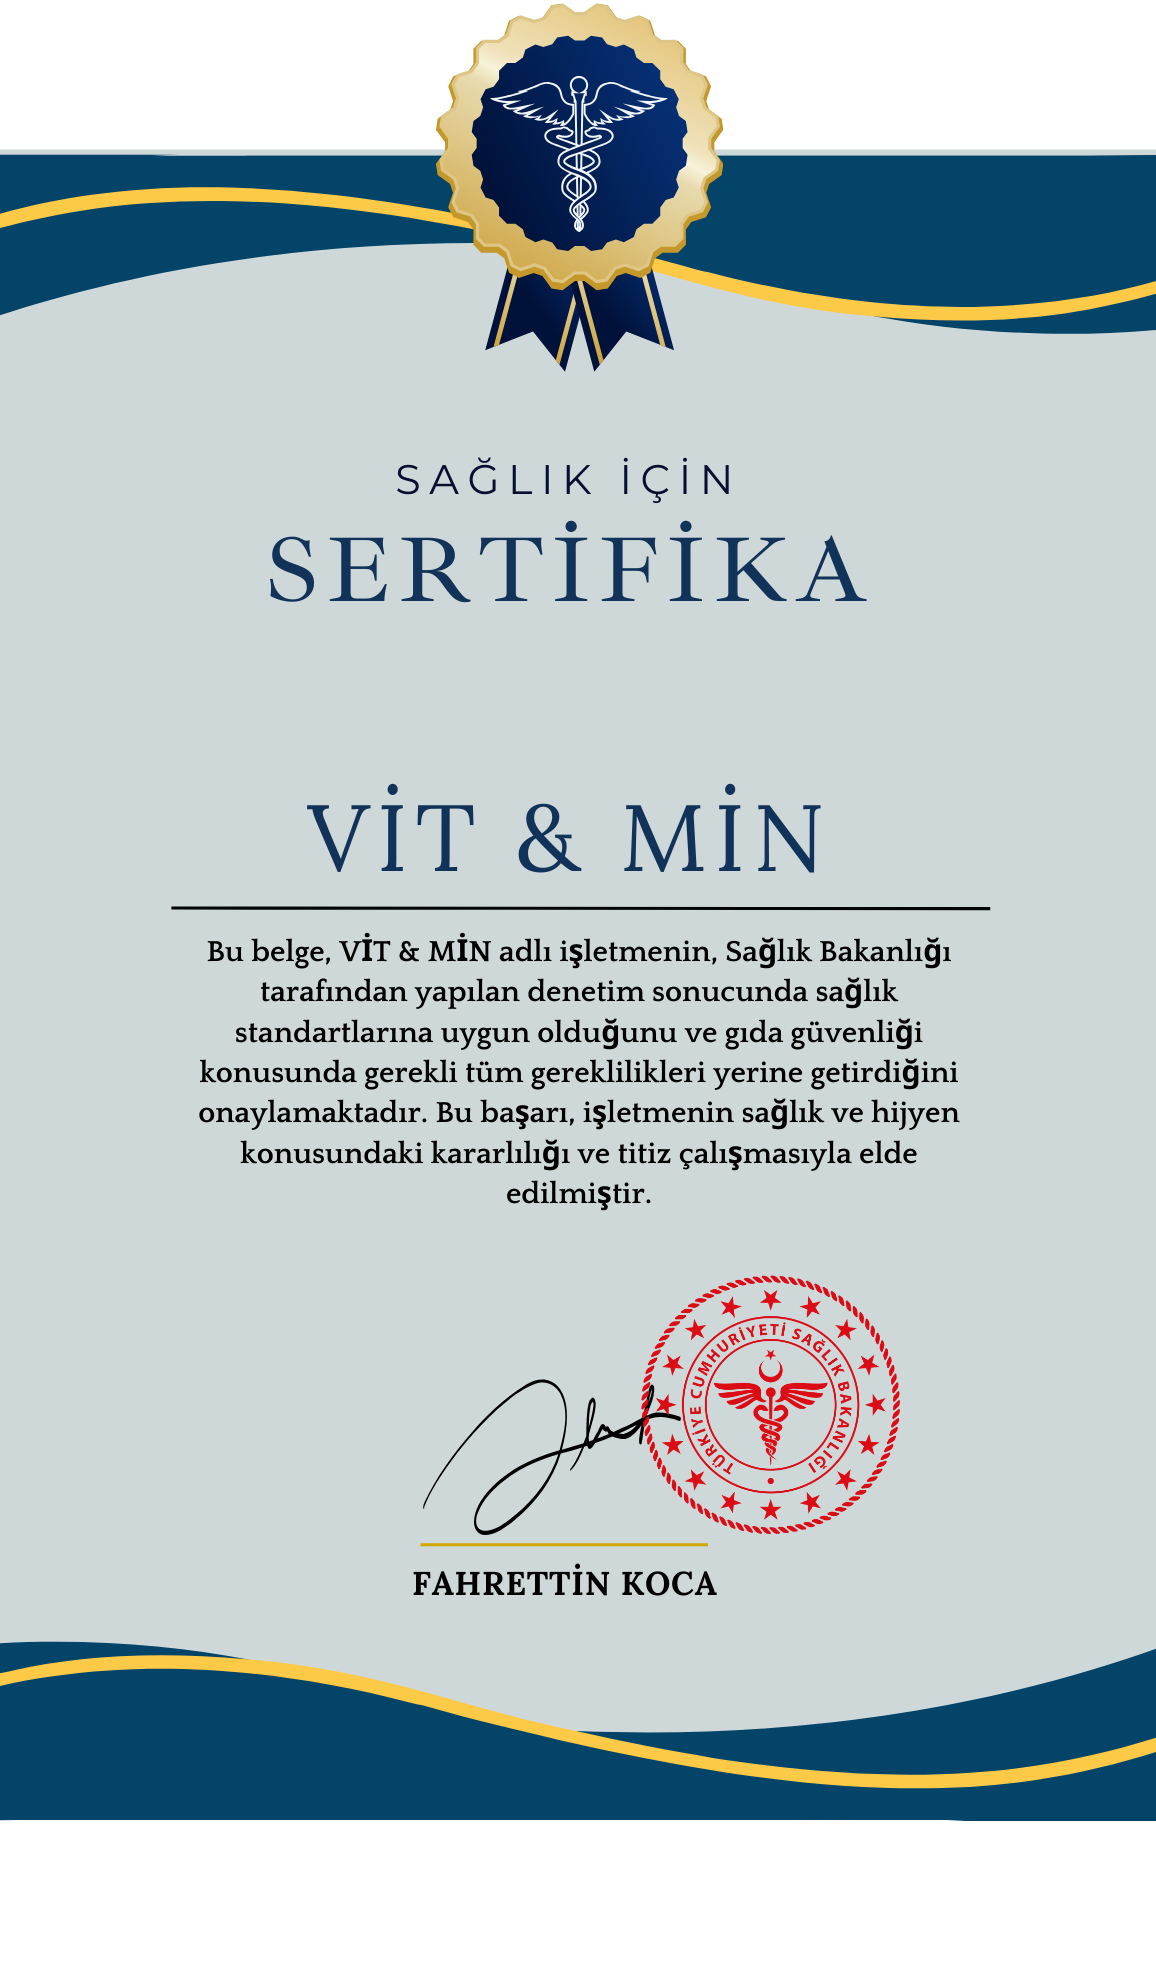 SAĞLIK İÇİN
SERTİFİKA
VİT & MİN
Bu belge, VİT & MİN adlı işletmenin, Sağlık Bakanlığı
tarafından yapılan denetim sonucunda sağlık
standartlarına uygun olduğunu ve gıda güvenliği
konusunda gerekli tüm gereklilikleri yerine getirdiğini
onaylamaktadır. Bu başarı, işletmenin sağlık ve hijyen
konusundaki kararlılığı ve titiz çalışmasıyla elde
edilmiştir.
TÜRKİYE CUMHURİYETİ SAĞLIK BAKANLIĞI
FAHRETTİN KOCA